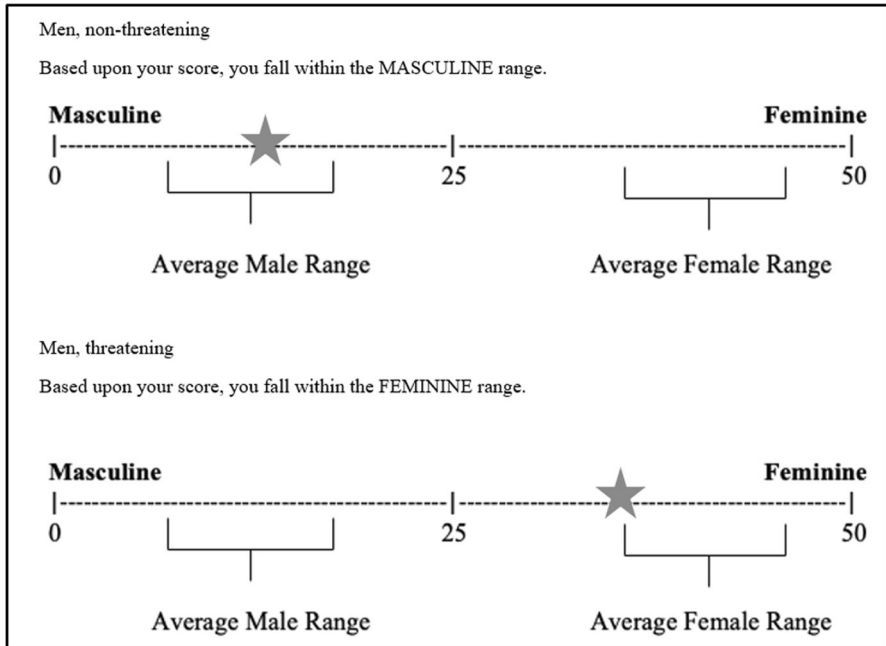 Men, non-threatening
Based upon your score, you fall within the MASCULINE range.
Masculine Feminine
|--------------------------------------------------|--------------------------------------------------|
0 25 50
Average Male Range Average Female Range
Men, threatening
Based upon your score, you fall within the FEMININE range.
Masculine Feminine
|--------------------------------------------------|--------------------------------------------------|
0 25 50
Average Male Range Average Female Range